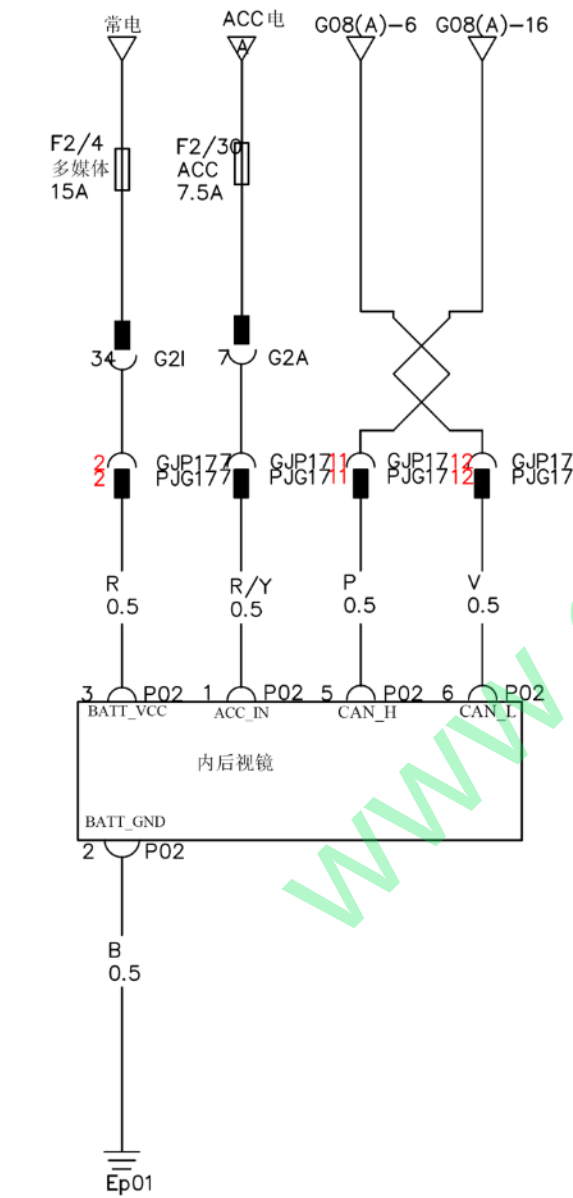 常电
ACC电
A
G08(A)-6
G08(A)-16
F2/4
多媒体
15A
F2/30
ACC
7.5A
34
G2I
7
G2A
2
GJP17
2
PJG17
7
GJP17
7
PJG17
11
GJP17
11
PJG17
12
GJP17
12
PJG17
R
0.5
R/Y
0.5
P
0.5
V
0.5
3
P02
1
P02
5
P02
6
P02
BATT_VCC
ACC_IN
CAN_H
CAN_L
内后视镜
BATT_GND
2
P02
B
0.5
Ep01
www.